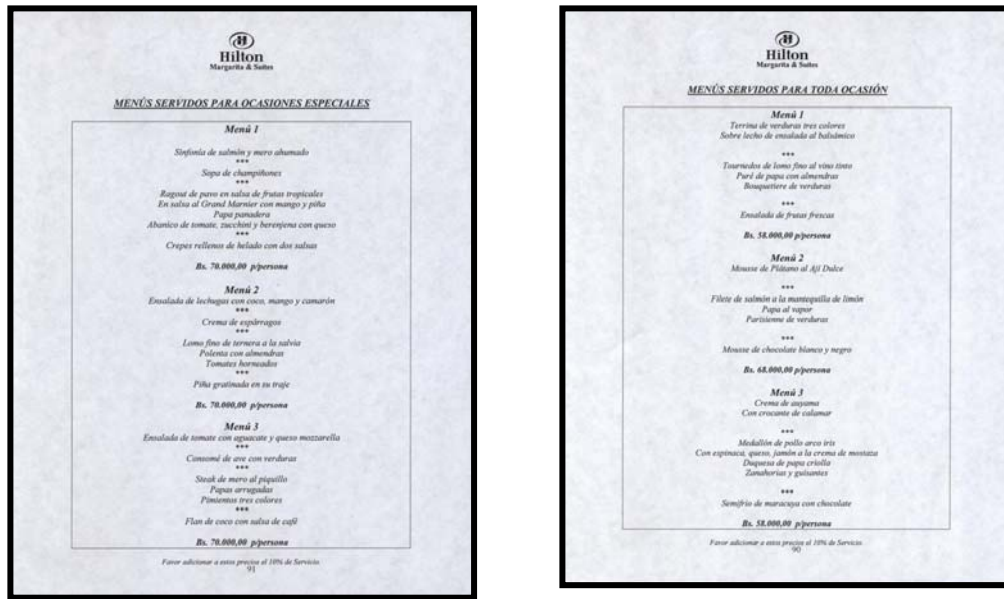 Hilton
Margarita & Suites
MENÚS SERVIDOS PARA OCASIONES ESPECIALES
Menú 1
Sinfonía de salmón y mero ahumado
***
Sopa de champiñones
***
Ragout de pavo en salsa de frutas tropicales
En salsa al Grand Marnier con mango y piña
Papa panadera
Abanico de tomate, zucchini y berenjena con queso
***
Crepes rellenos de helado con dos salsas
Bs. 70.000,00 p/persona
Menú 2
Ensalada de lechugas con coco, mango y camarón
***
Crema de espárragos
***
Lomo fino de ternera a la salvia
Polenta con almendras
Tomates horneados
***
Piña gratinada en su traje
Bs. 70.000,00 p/persona
Menú 3
Ensalada de tomate con aguacate y queso mozzarella
***
Consomé de ave con verduras
***
Steak de mero al piquillo
Papas arrugadas
Pimientos tres colores
***
Flan de coco con salsa de café
Bs. 70.000,00 p/persona
Favor adicionar a estos precios el 10% de Servicio
91
Hilton
Margarita & Suites
MENÚS SERVIDOS PARA TODA OCASIÓN
Menú 1
Terrina de verduras tres colores
Sobre lecho de ensalada al balsámico
***
Tournedos de lomo fino al vino tinto
Puré de papa con almendras
Bouquetiere de verduras
***
Ensalada de frutas frescas
Bs. 58.000,00 p/persona
Menú 2
Mousse de Plátano al Ají Dulce
***
Filete de salmón a la mantequilla de limón
Papa al vapor
Parisienne de verduras
***
Mousse de chocolate blanco y negro
Bs. 68.000,00 p/persona
Menú 3
Crema de auyama
Con crocante de calamar
***
Medallón de pollo arco iris
Con espinaca, queso, jamón a la crema de mostaza
Duquesa de papa criolla
Zanahorias y guisantes
***
Semifrío de maracuya con chocolate
Bs. 58.000,00 p/persona
Favor adicionar a estos precios el 10% de Servicio
90